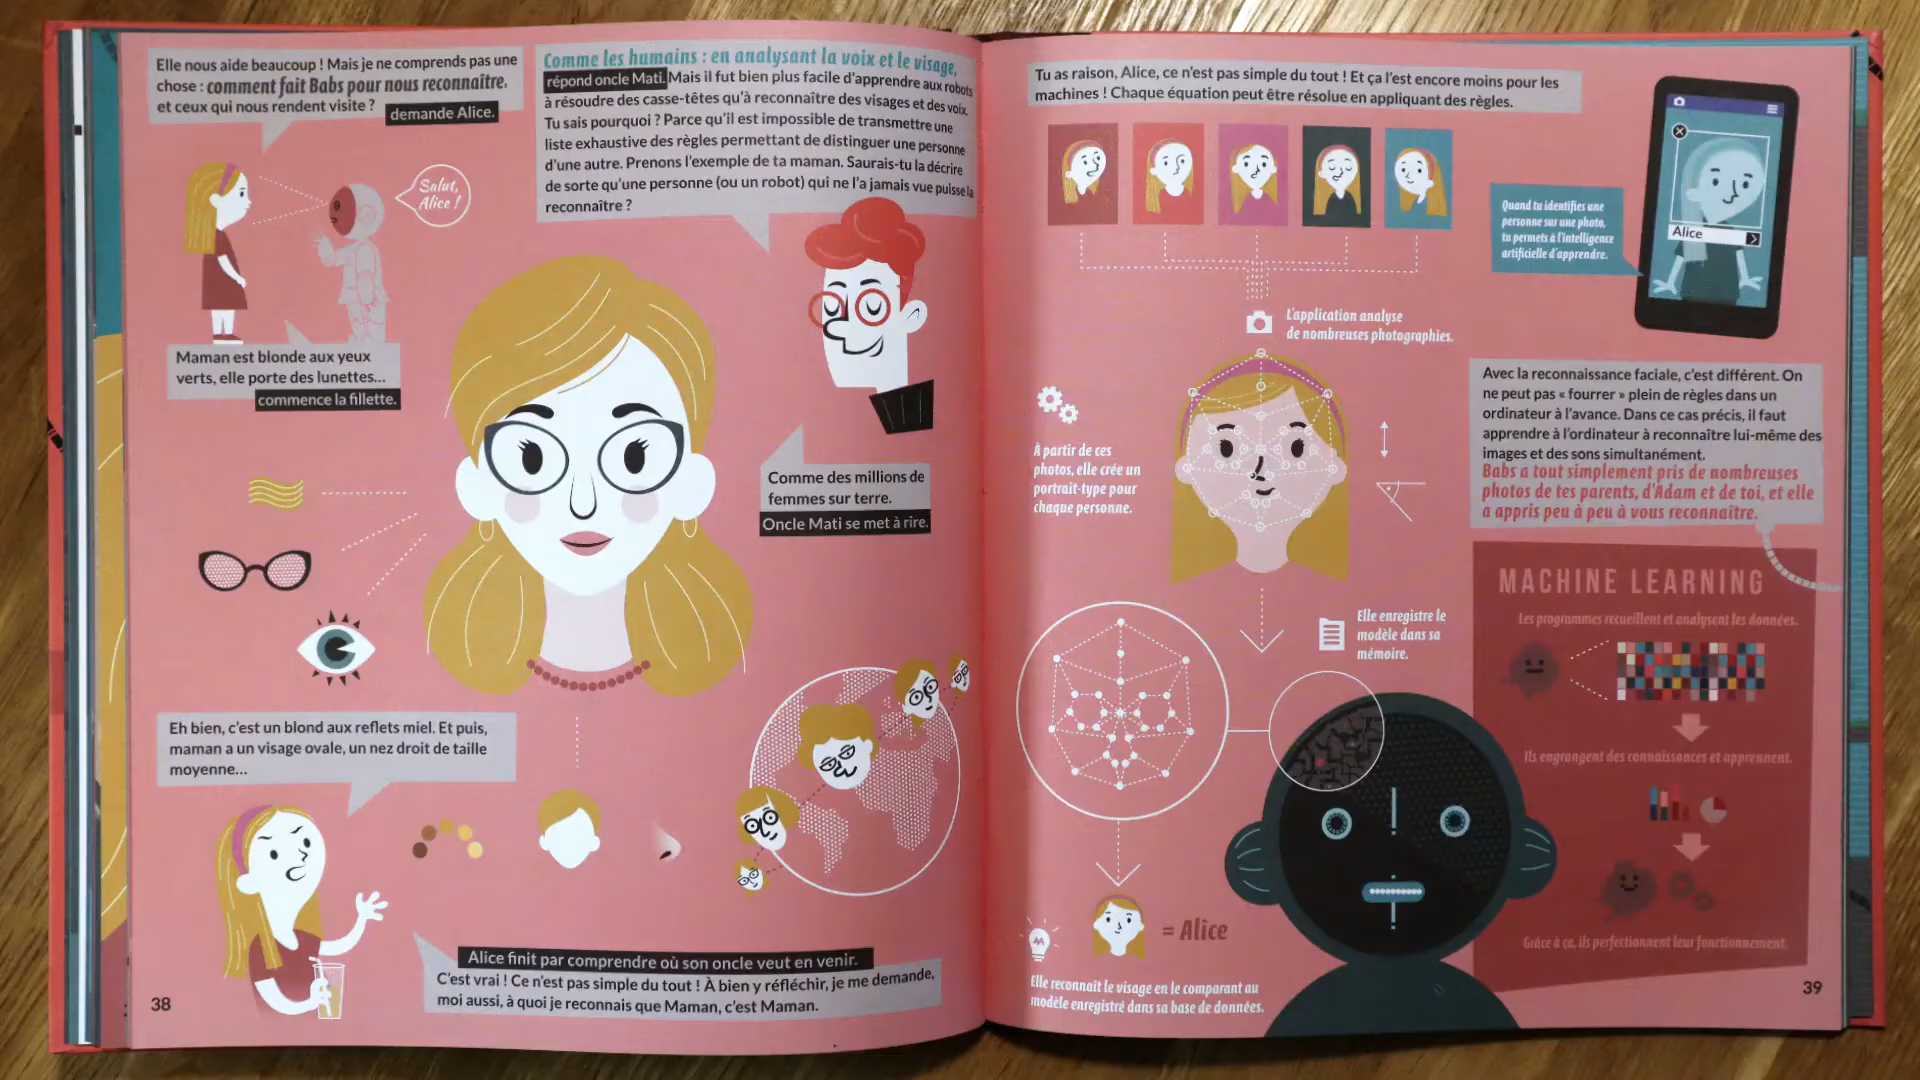 Elle nous aide beaucoup ! Mais je ne comprends pas une
chose : comment fait Babs pour nous reconnaître,
et ceux qui nous rendent visite ?
demande Alice.
Salut,
Alice !
Comme les humains : en analysant la voix et le visage,
répond oncle Mati. Mais il fut bien plus facile d'apprendre aux robots
à résoudre des casse-têtes qu'à reconnaître des visages et des voix.
Tu sais pourquoi ? Parce qu'il est impossible de transmettre une
liste exhaustive des règles permettant de distinguer une personne
d'une autre. Prenons l'exemple de ta maman. Saurais-tu la décrire
de sorte qu'une personne (ou un robot) qui ne l'a jamais vue puisse la
reconnaître ?
Maman est blonde aux yeux
verts, elle porte des lunettes...
commence la fillette.
Comme des millions de
femmes sur terre.
Oncle Mati se met à rire.
Eh bien, c'est un blond aux reflets miel. Et puis,
maman a un visage ovale, un nez droit de taille
moyenne...
Alice finit par comprendre où son oncle veut en venir.
C'est vrai ! Ce n'est pas simple du tout ! À bien y réfléchir, je me demande,
moi aussi, à quoi je reconnais que Maman, c'est Maman.
38
Tu as raison, Alice, ce n'est pas simple du tout ! Et ça l'est encore moins pour les
machines ! Chaque équation peut être résolue en appliquant des règles.
Quand tu identifies une
personne sur une photo,
tu permets à l'intelligence
artificielle d'apprendre.
Alice
L'application analyse
de nombreuses photographies.
À partir de ces
photos, elle crée un
portrait-type pour
chaque personne.
Avec la reconnaissance faciale, c'est différent. On
ne peut pas « fourrer » plein de règles dans un
ordinateur à l'avance. Dans ce cas précis, il faut
apprendre à l'ordinateur à reconnaître lui-même des
images et des sons simultanément.
Babs a tout simplement pris de nombreuses
photos de tes parents, d'Adam et de toi, et elle
a appris peu à peu à vous reconnaître.
Elle enregistre le
modèle dans sa
mémoire.
= Alice
Elle reconnaît le visage en le comparant au
modèle enregistré dans sa base de données.
MACHINE LEARNING
Les programmes recueillent et analysent les données.
Ils engrangent des connaissances et apprennent.
Grâce à ça, ils perfectionnent leur fonctionnement.
39